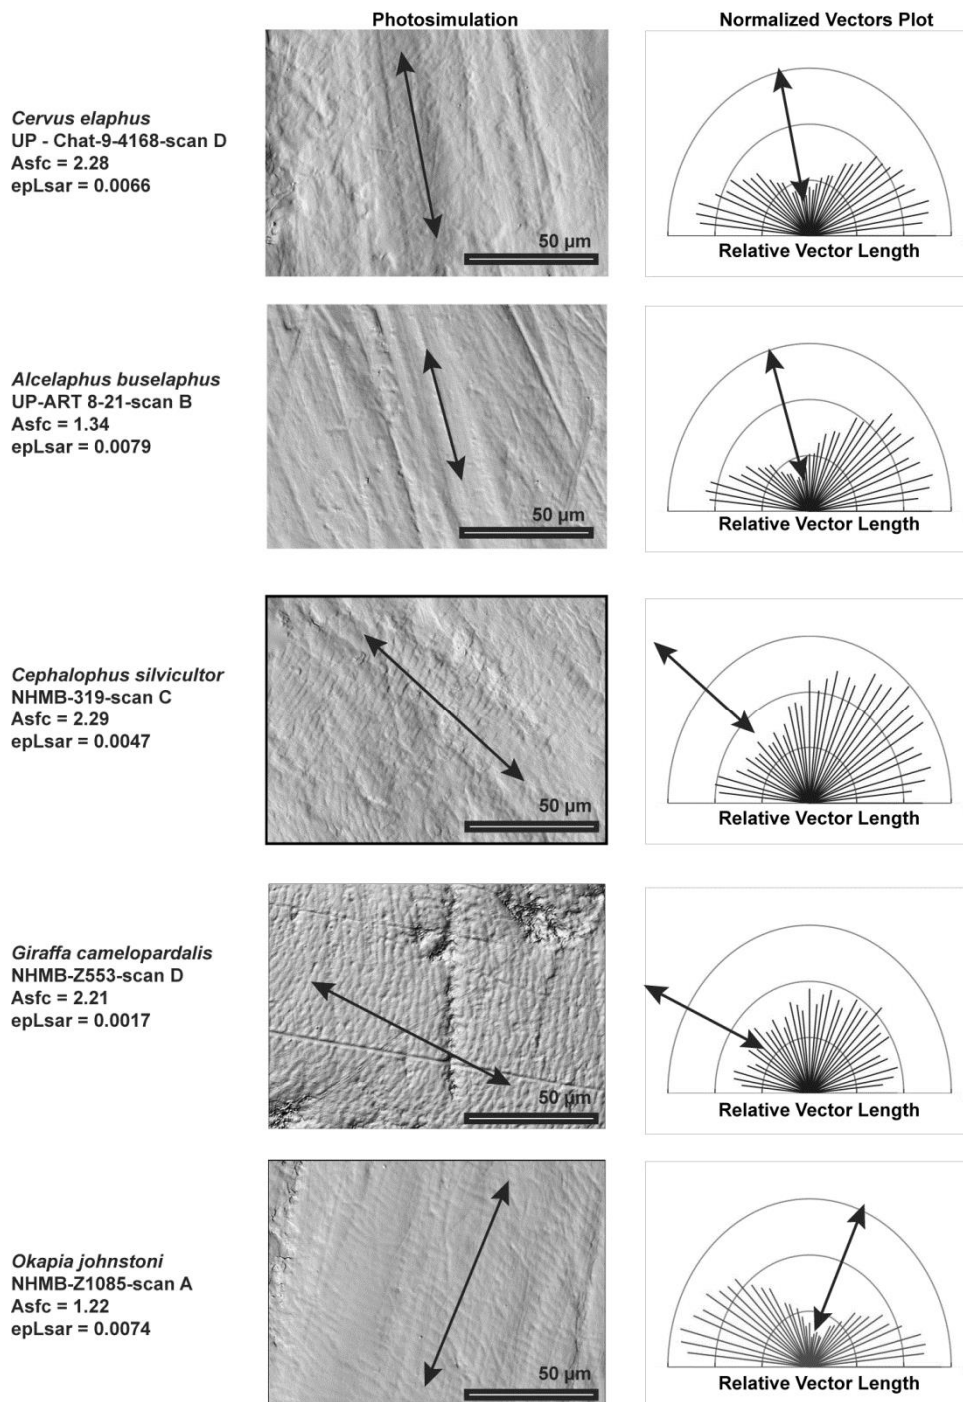 Photosimulation
Normalized Vectors Plot
Cervus elaphus
UP - Chat-9-4168-scan D
Asfc = 2.28
epLsar = 0.0066
50 µm
Relative Vector Length
Alcelaphus buselaphus
UP-ART 8-21-scan B
Asfc = 1.34
epLsar = 0.0079
50 µm
Relative Vector Length
Cephalophus silvicultor
NHMB-319-scan C
Asfc = 2.29
epLsar = 0.0047
50 µm
Relative Vector Length
Giraffa camelopardalis
NHMB-Z553-scan D
Asfc = 2.21
epLsar = 0.0017
50 µm
Relative Vector Length
Okapia johnstoni
NHMB-Z1085-scan A
Asfc = 1.22
epLsar = 0.0074
50 µm
Relative Vector Length